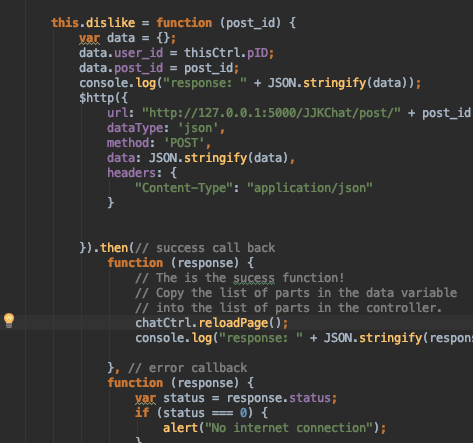 this.dislike = function (post_id) {
var data = {};
data.user_id = thisCtrl.pID;
data.post_id = post_id;
console.log("response: " + JSON.stringify(data));
$http({
url: "http://127.0.0.1:5000/JJKChat/post/" + post_id
dataType: 'json',
method: 'POST',
data: JSON.stringify(data),
headers: {
"Content-Type": "application/json"
}
}).then(// success call back
function (response) {
// The is the sucess function!
// Copy the list of parts in the data variable
// into the list of parts in the controller.
chatCtrl.reloadPage();
console.log("response: " + JSON.stringify(respon
}, // error callback
function (response) {
var status = response.status;
if (status === 0) {
alert("No internet connection");
}